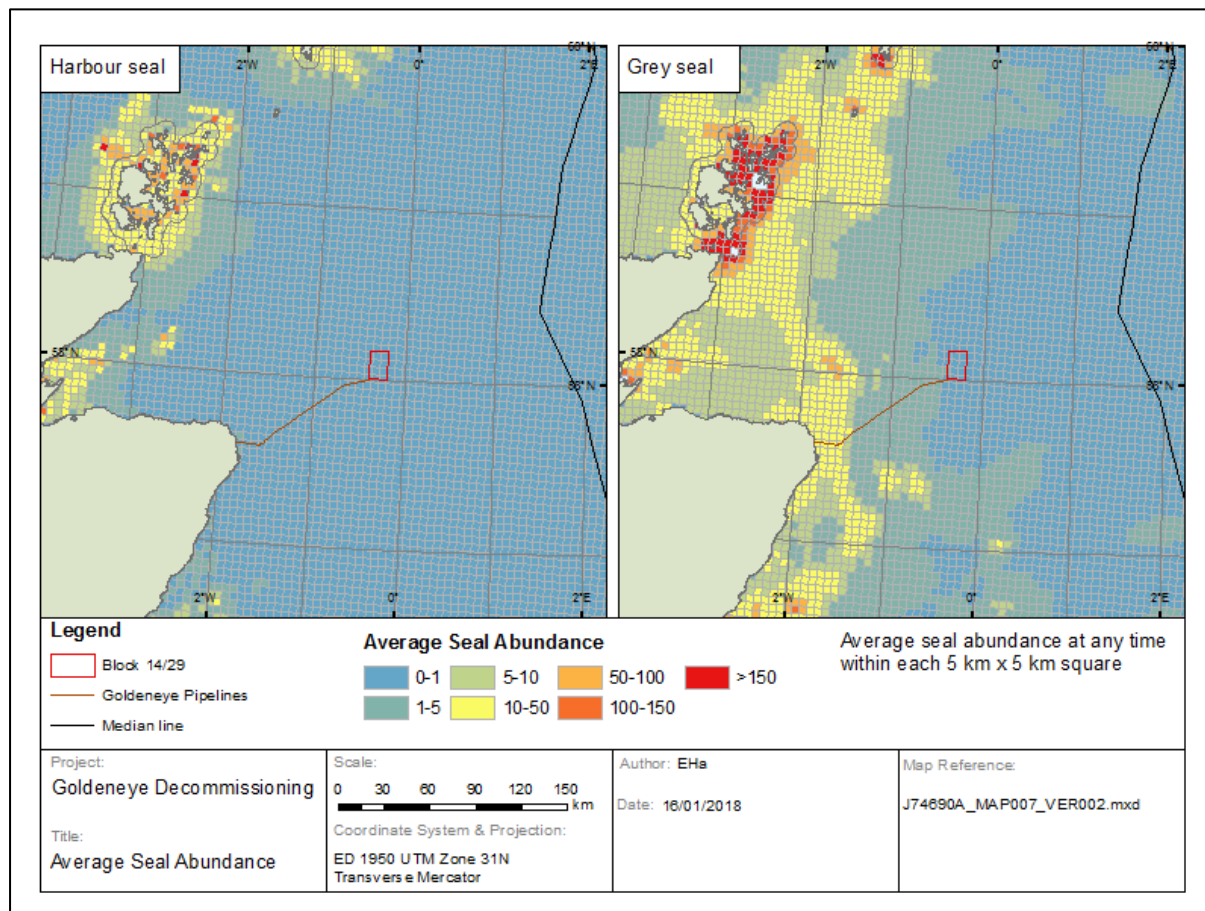 Harbour seal
2°W
0°
60°N
2°E
58°N
58°N
2°W
0°
2°E
Grey seal
2°W
0°
60°N
2°E
58°N
58°N
2°W
0°
2°E
Legend
Block 14/29
Goldeneye Pipelines
Median line
Average Seal Abundance
0-1
5-10
50-100
>150
1-5
10-50
100-150
Average seal abundance at any time
within each 5 km x 5 km square
Project:
Goldeneye Decommissioning
Title:
Average Seal Abundance
Scale:
0 30 60 90 120 150
km
Coordinate System & Projection:
ED 1950 UTM Zone 31N
Transverse Mercator
Author: EHa
Date: 16/01/2018
Map Reference:
J74690A_MAP007_VER002.mxd